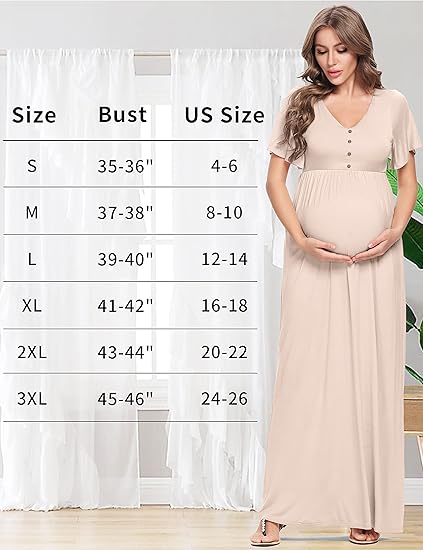 Size Bust US Size
S 35-36" 4-6
M 37-38" 8-10
L 39-40" 12-14
XL 41-42" 16-18
2XL 43-44" 20-22
3XL 45-46" 24-26